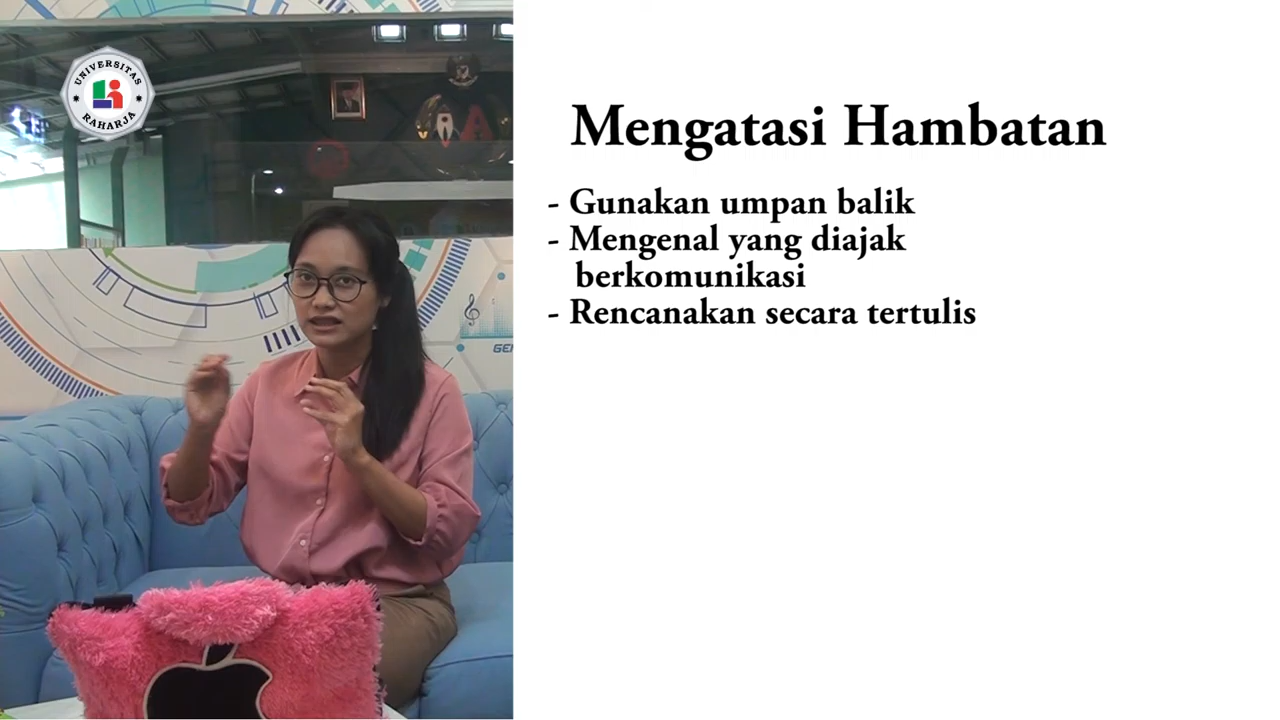 UNIVERSITAS
RAHARJA
Mengatasi Hambatan
- Gunakan umpan balik
- Mengenal yang diajak
berkomunikasi
- Rencanakan secara tertulis